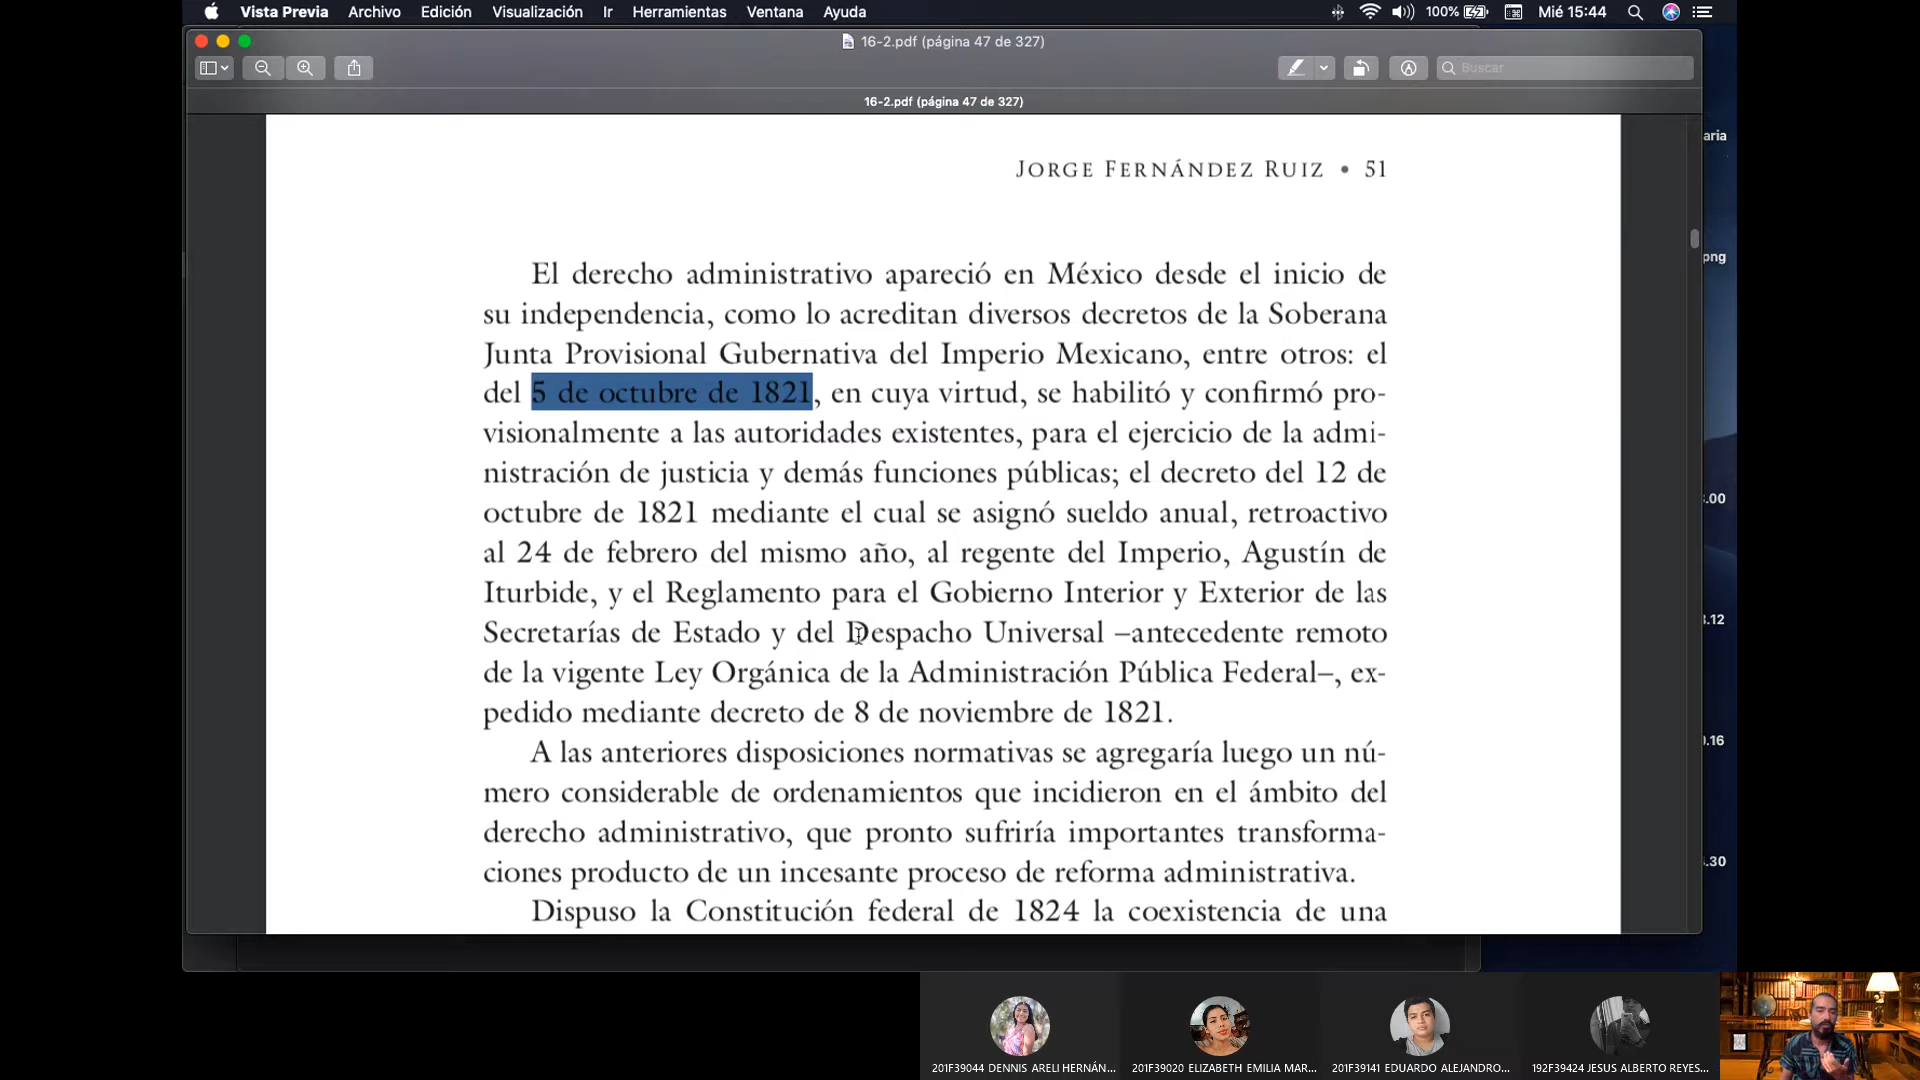 Vista Previa Archivo Edición Visualización Ir Herramientas Ventana Ayuda 100% Mié 15:44
16-2.pdf (página 47 de 327)
Buscar
16-2.pdf (página 47 de 327)
JORGE FERNÁNDEZ RUIZ • 51
El derecho administrativo apareció en México desde el inicio de
su independencia, como lo acreditan diversos decretos de la Soberana
Junta Provisional Gubernativa del Imperio Mexicano, entre otros: el
del 5 de octubre de 1821, en cuya virtud, se habilitó y confirmó pro-
visionalmente a las autoridades existentes, para el ejercicio de la admi-
nistración de justicia y demás funciones públicas; el decreto del 12 de
octubre de 1821 mediante el cual se asignó sueldo anual, retroactivo
al 24 de febrero del mismo año, al regente del Imperio, Agustín de
Iturbide, y el Reglamento para el Gobierno Interior y Exterior de las
Secretarías de Estado y del Despacho Universal –antecedente remoto
de la vigente Ley Orgánica de la Administración Pública Federal–, ex-
pedido mediante decreto de 8 de noviembre de 1821.
A las anteriores disposiciones normativas se agregaría luego un nú-
mero considerable de ordenamientos que incidieron en el ámbito del
derecho administrativo, que pronto sufriría importantes transforma-
ciones producto de un incesante proceso de reforma administrativa.
Dispuso la Constitución federal de 1824 la coexistencia de una
aria
png
.00
.12
.16
.30
201F39044 DENNIS ARELI HERNÁN...
201F39020 ELIZABETH EMILIA MAR...
201F39141 EDUARDO ALEJANDRO...
192F39424 JESUS ALBERTO REYES...